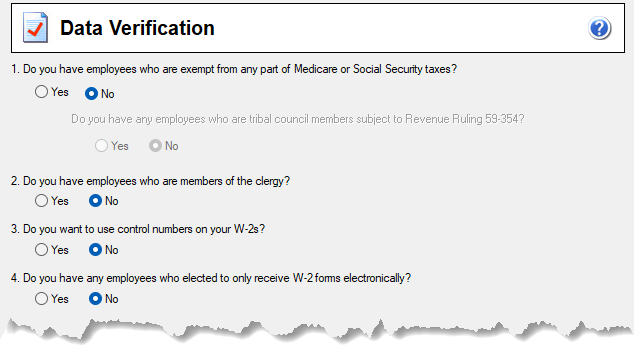 Data Verification
?
1. Do you have employees who are exempt from any part of Medicare or Social Security taxes?
Yes No
Do you have any employees who are tribal council members subject to Revenue Ruling 59-354?
Yes No
2. Do you have employees who are members of the clergy?
Yes No
3. Do you want to use control numbers on your W-2s?
Yes No
4. Do you have any employees who elected to only receive W-2 forms electronically?
Yes No